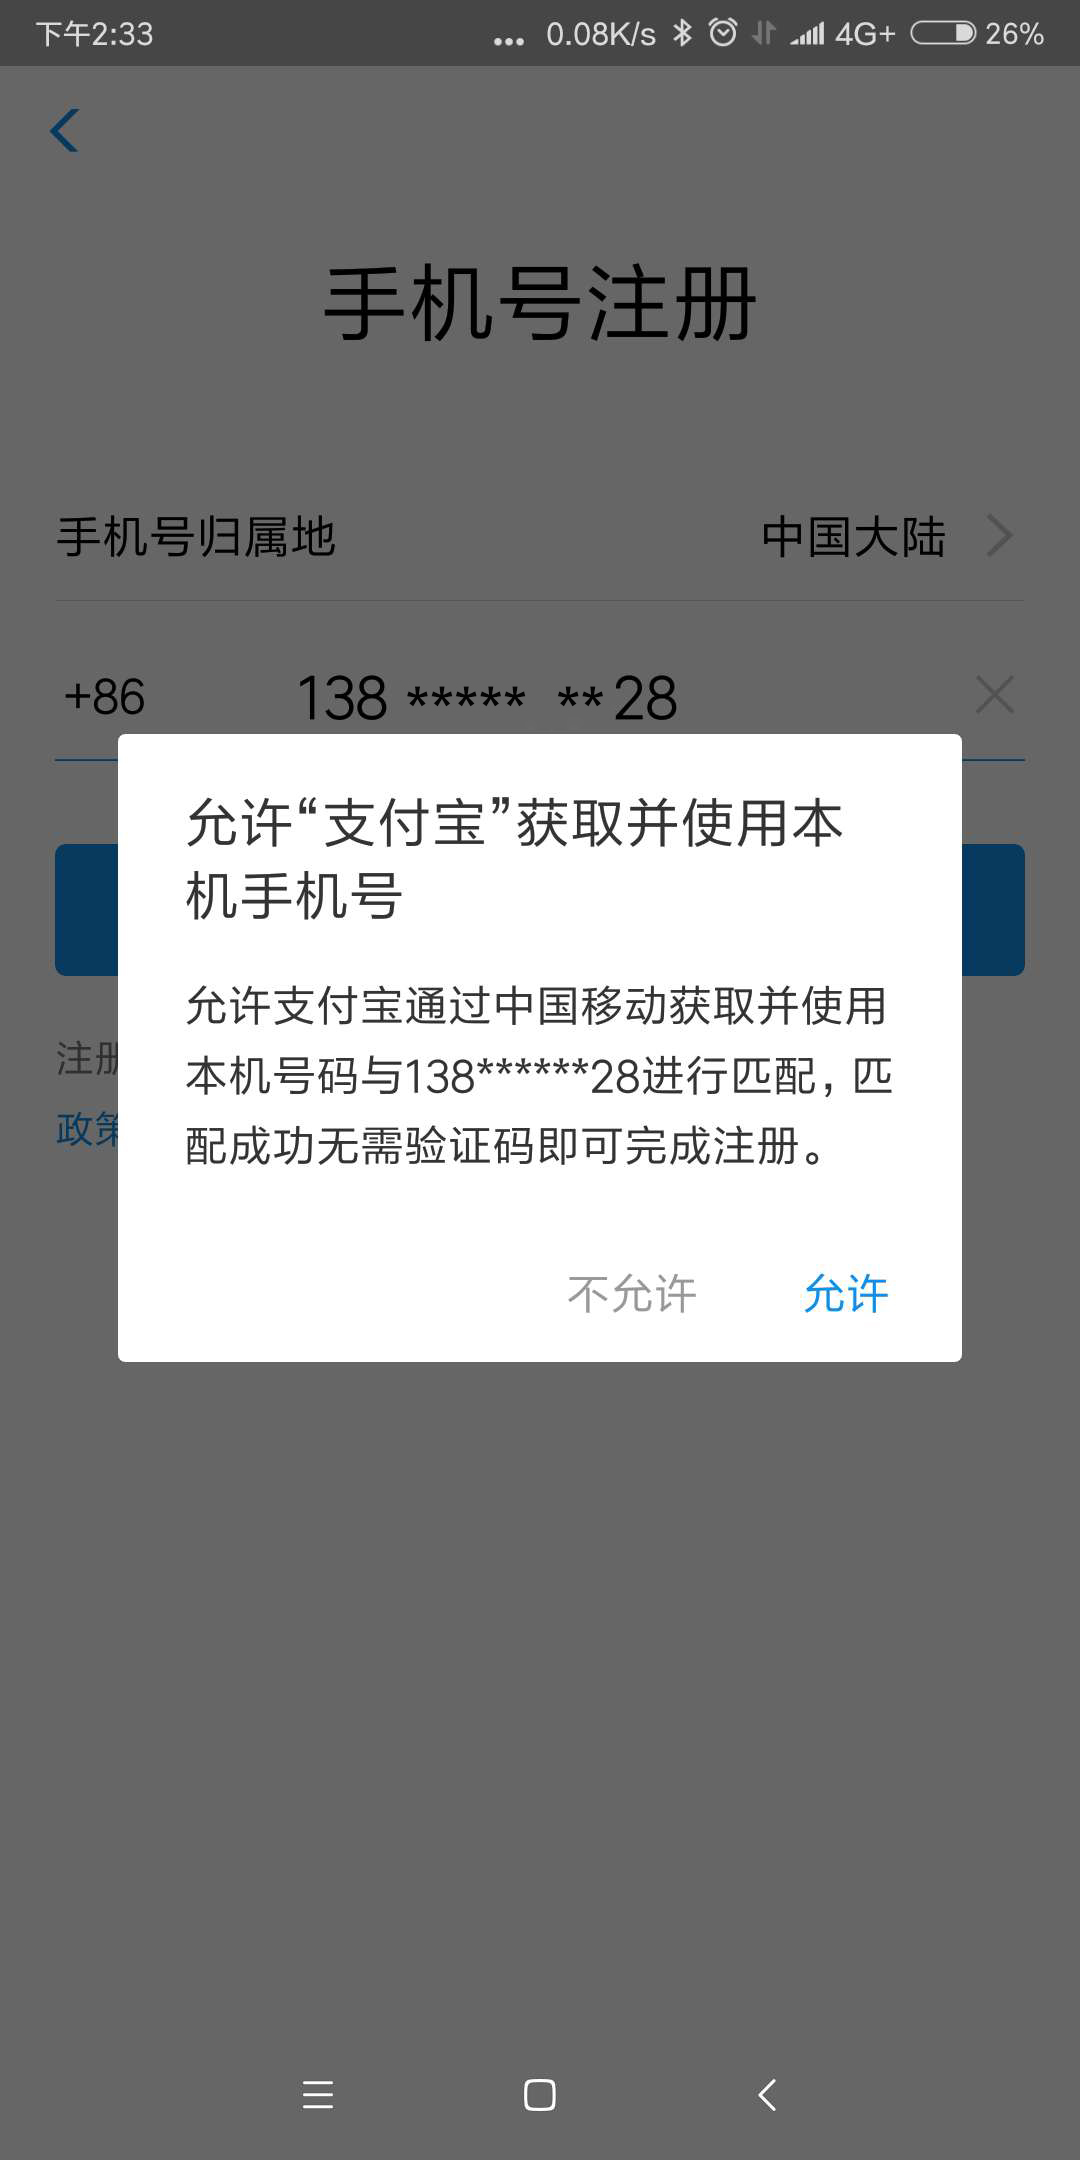 下午2:33 ... 0.08K/s 4G+ 26%
手机号注册
手机号归属地 中国大陆
+86 138 ***** **28
允许“支付宝”获取并使用本
机手机号
允许支付宝通过中国移动获取并使用
本机号码与138******28进行匹配，匹
配成功无需验证码即可完成注册。
注册
政策
不允许 允许